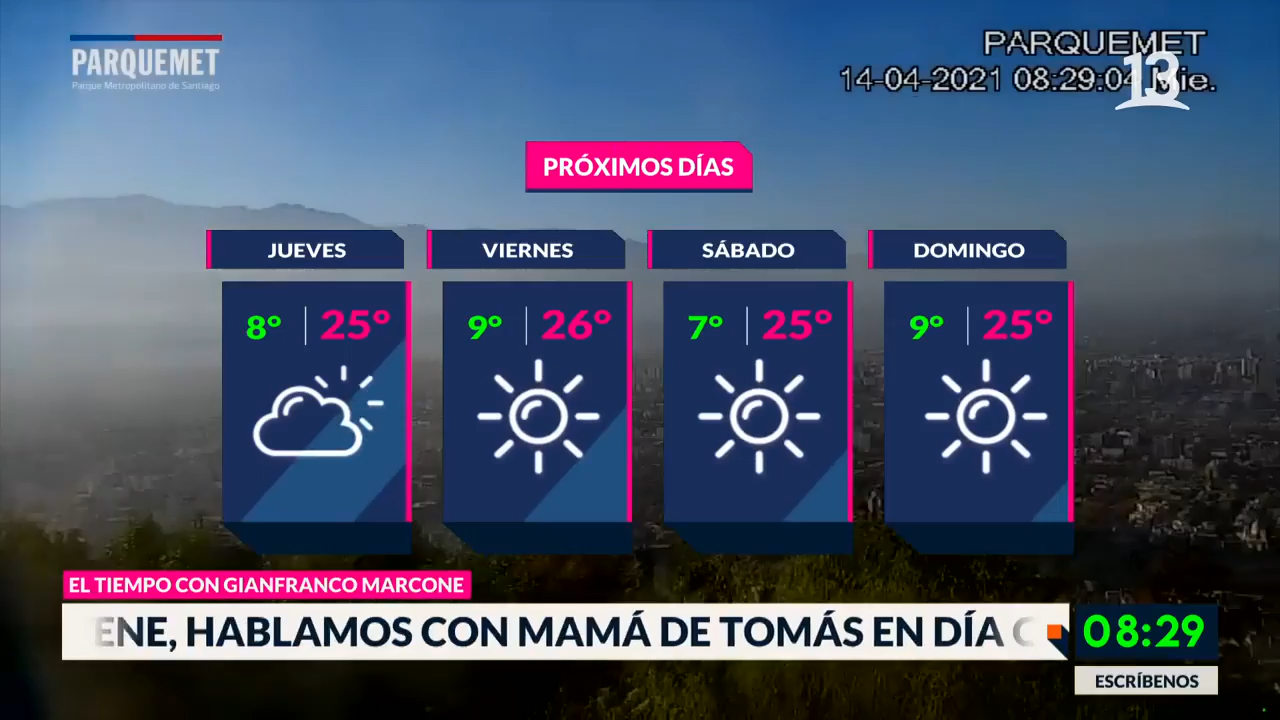 PARQUEMET
Parque Metropolitano de Santiago
PARQUEMET
14-04-2021 08:29:04 Mie.
13
PRÓXIMOS DÍAS
JUEVES
VIERNES
SÁBADO
DOMINGO
8° 25°
9° 26°
7° 25°
9° 25°
EL TIEMPO CON GIANFRANCO MARCONE
ENE, HABLAMOS CON MAMÁ DE TOMÁS EN DÍA
08:29
ESCRÍBENOS